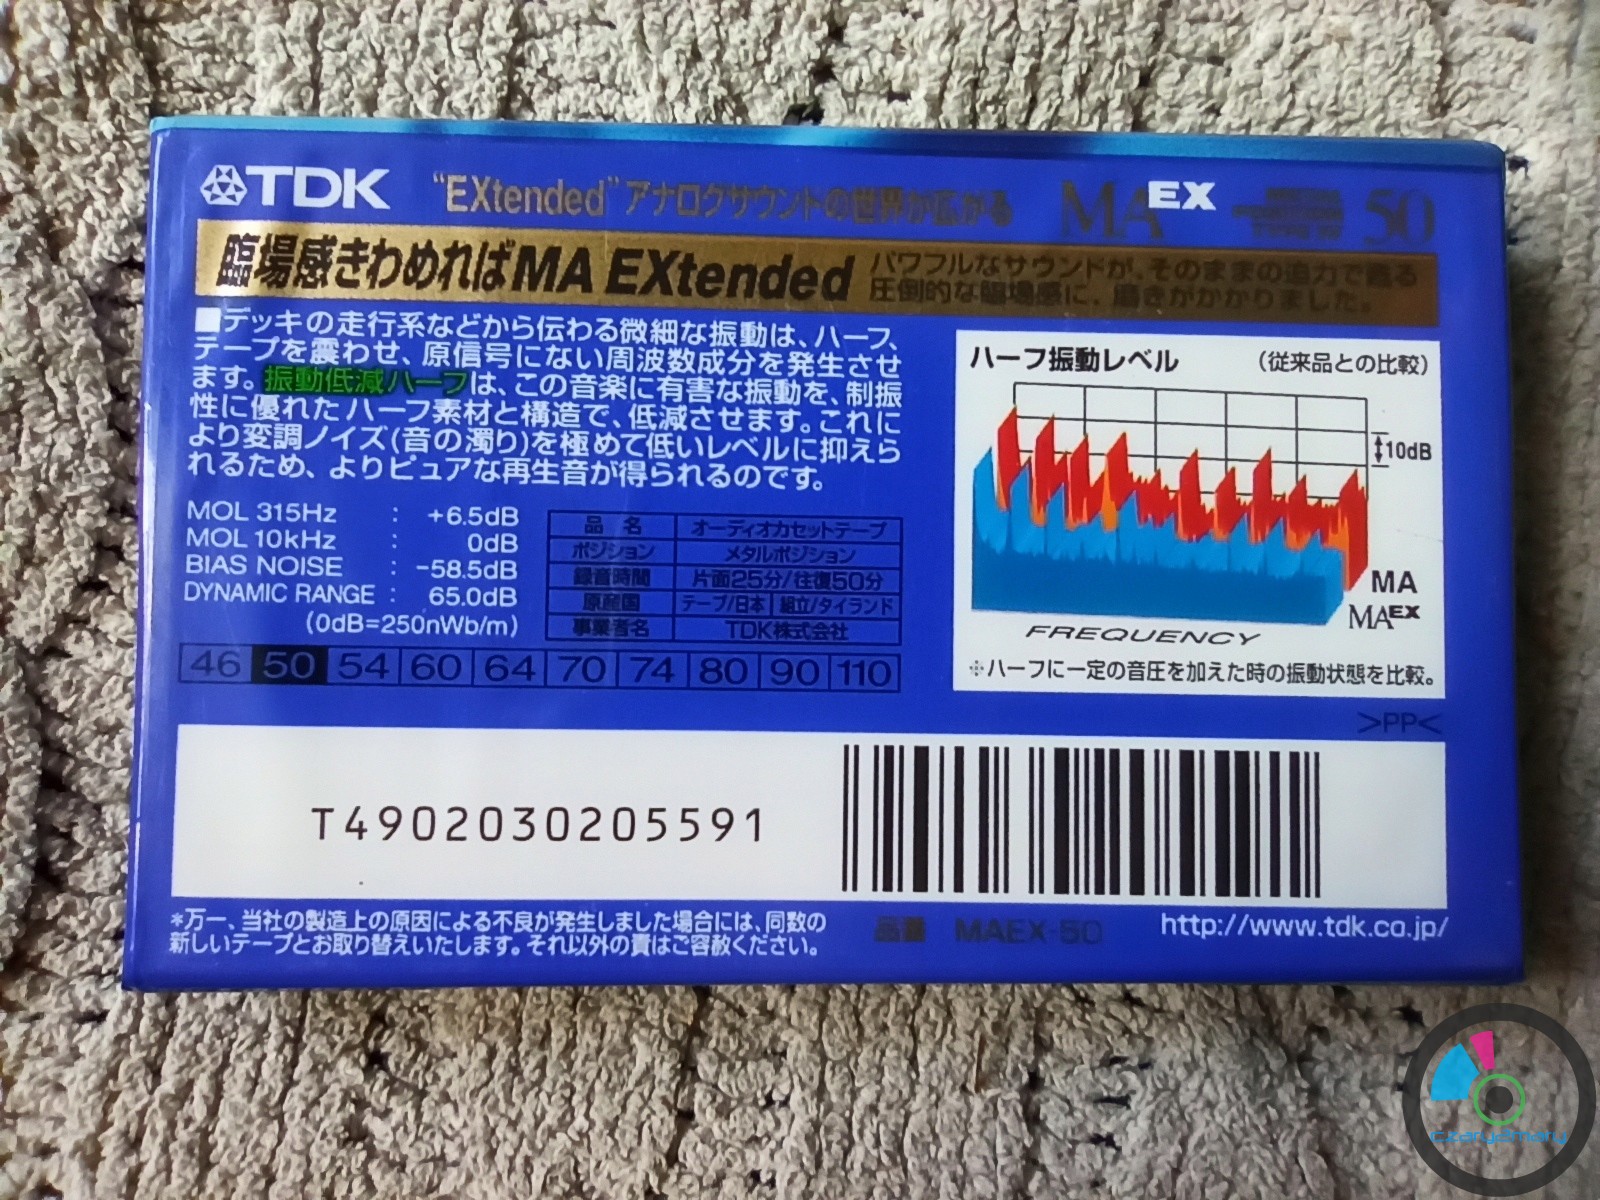 TDK "EXtended" アナログサウンドの世界が広がる MA EX 50
臨場感きわめればMA EXtended
パワフルなサウンドが、そのままの迫力で甦る
圧倒的な臨場感に、磨きがかかりました。
■デッキの走行系などから伝わる微細な振動は、ハーフ、
テープを震わせ、原信号にない周波数成分を発生させ
ます。振動低減ハーフは、この音楽に有害な振動を、制振
性に優れたハーフ素材と構造で、低減させます。これに
より変調ノイズ(音の濁り)を極めて低いレベルに抑えら
れるため、よりピュアな再生音が得られるのです。
MOL 315Hz : +6.5dB
MOL 10kHz : 0dB
BIAS NOISE : -58.5dB
DYNAMIC RANGE : 65.0dB
(0dB=250nWb/m)
品 名 オーディオカセットテープ
ポジション メタルポジション
録音時間 片面25分/往復50分
原産国 テープ/日本 組立/タイランド
事業者名 TDK株式会社
46 50 54 60 64 70 74 80 90 110
ハーフ振動レベル (従来品との比較)
10dB
MA
MAEX
FREQUENCY
※ハーフに一定の音圧を加えた時の振動状態を比較。
>PP<
T4902030205591
*万一、当社の製造上の原因による不良が発生しました場合には、同数の
新しいテープとお取り替えいたします。それ以外の責はご容赦ください。
品番 MAEX-50
http://www.tdk.co.jp/
czary2mary